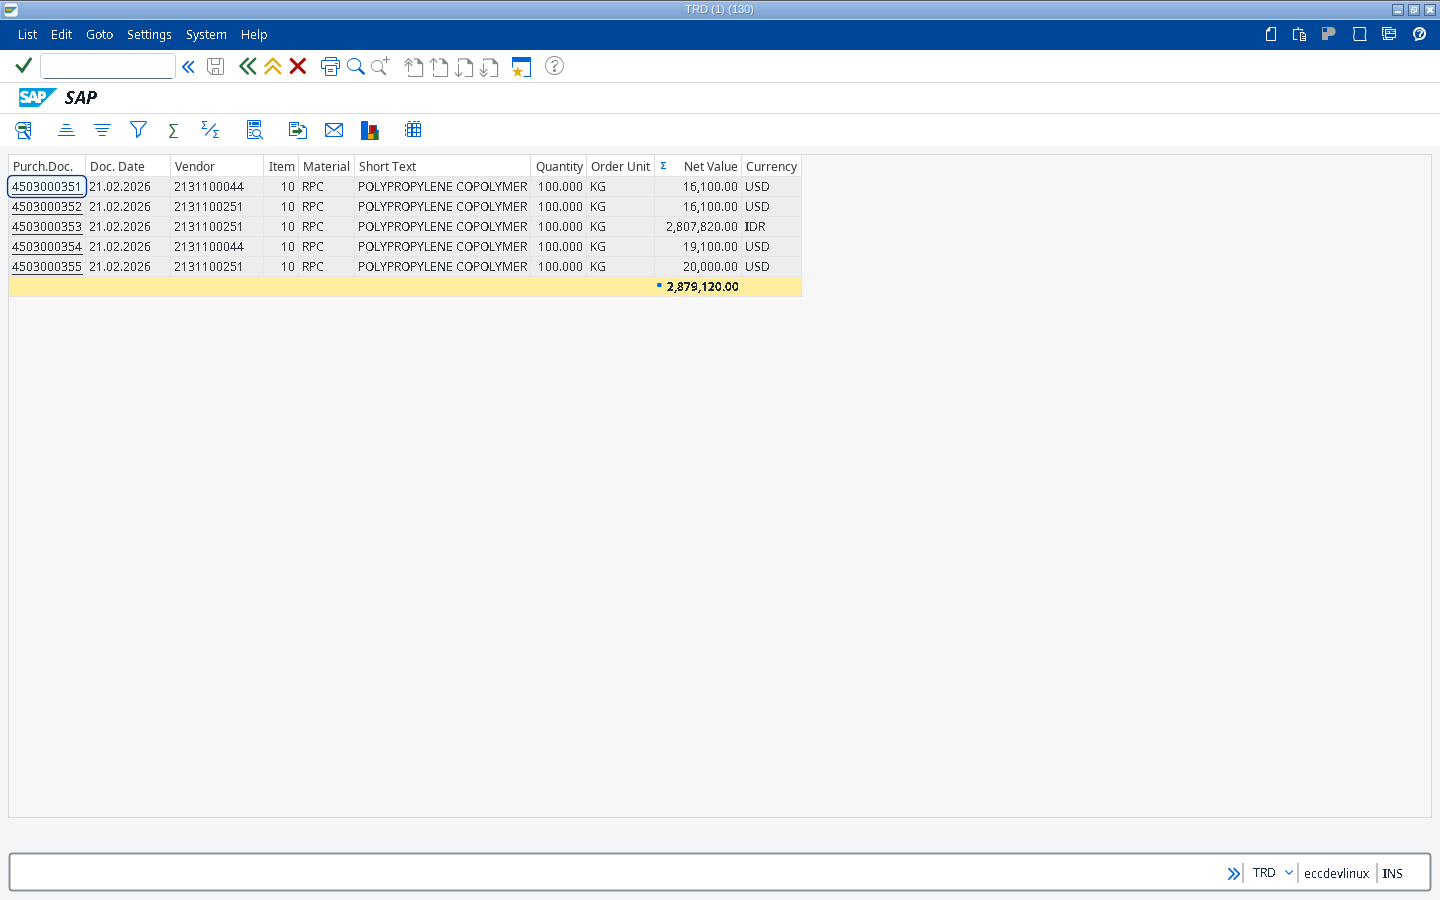 TRD (1) (130)
List Edit Goto Settings System Help
SAP SAP
Purch.Doc. Doc. Date Vendor Item Material Short Text Quantity Order Unit Σ Net Value Currency
4503000351 21.02.2026 2131100044 10 RPC POLYPROPYLENE COPOLYMER 100.000 KG 16,100.00 USD
4503000352 21.02.2026 2131100251 10 RPC POLYPROPYLENE COPOLYMER 100.000 KG 16,100.00 USD
4503000353 21.02.2026 2131100251 10 RPC POLYPROPYLENE COPOLYMER 100.000 KG 2,807,820.00 IDR
4503000354 21.02.2026 2131100044 10 RPC POLYPROPYLENE COPOLYMER 100.000 KG 19,100.00 USD
4503000355 21.02.2026 2131100251 10 RPC POLYPROPYLENE COPOLYMER 100.000 KG 20,000.00 USD
2,879,120.00
TRD eccdevlinux INS